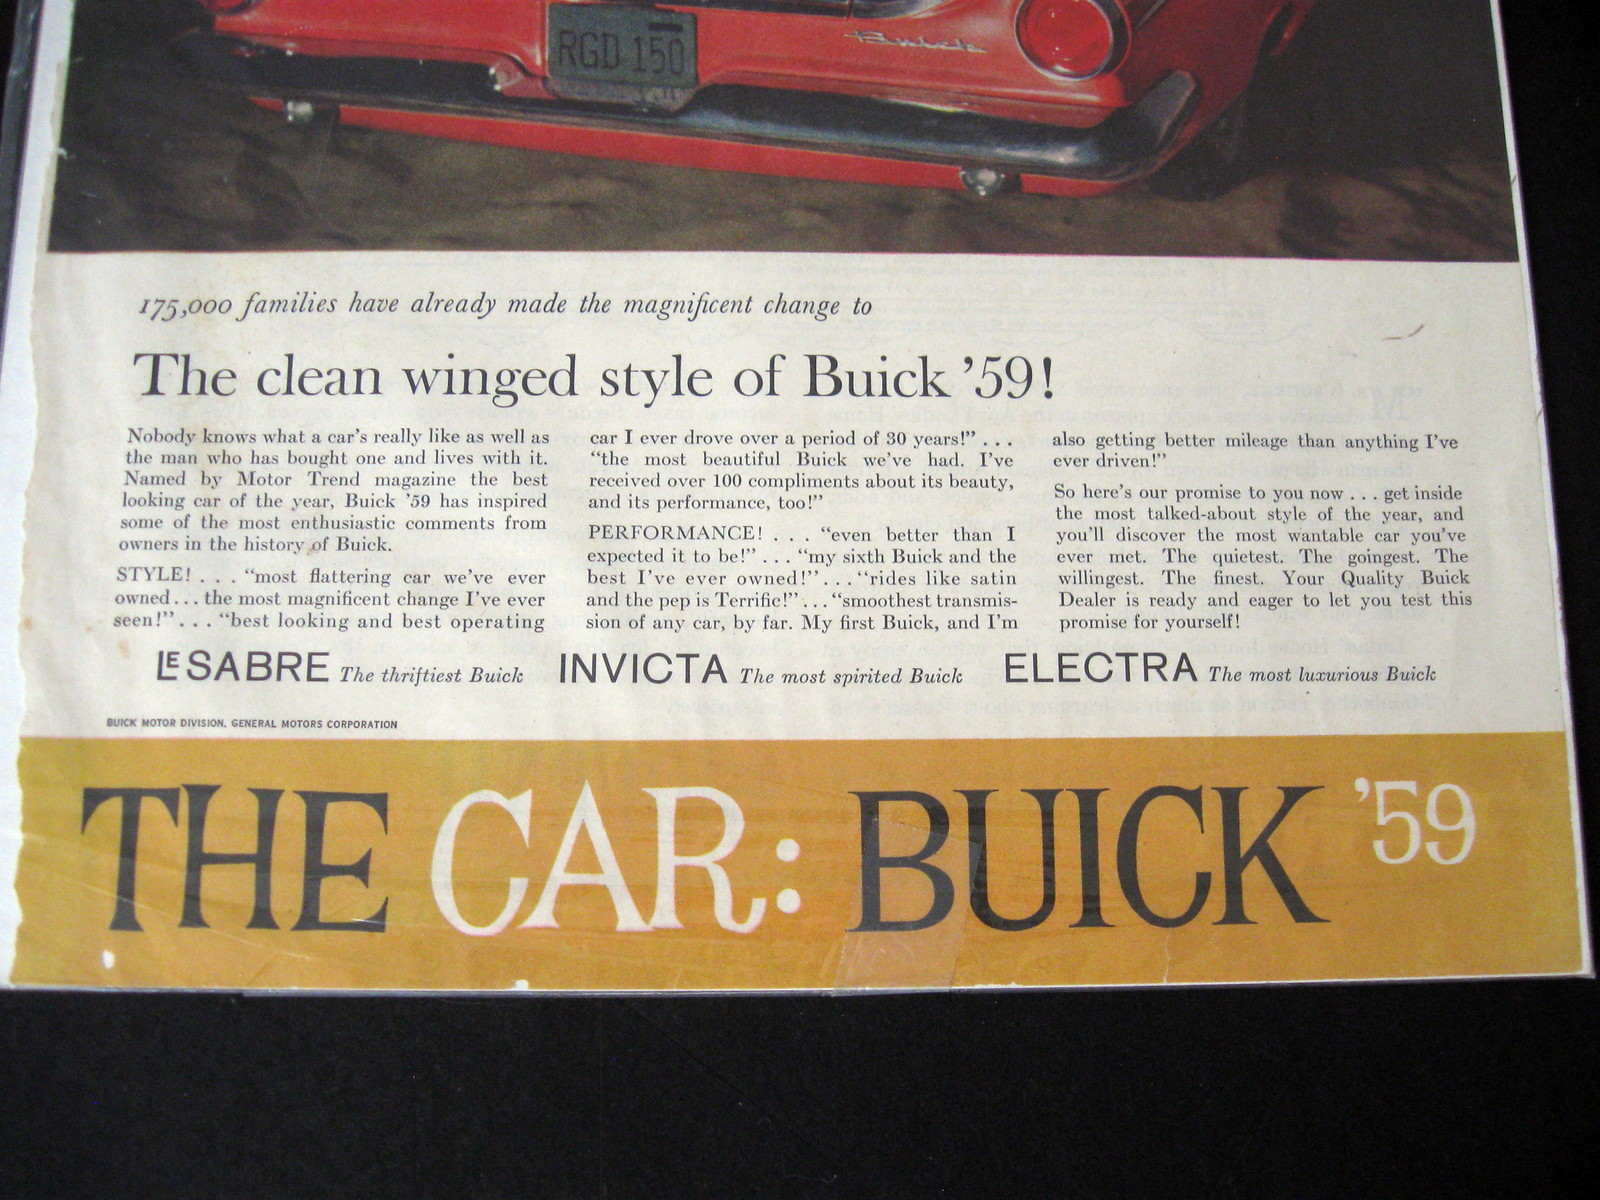 RGD 150
Buick
175,000 families have already made the magnificent change to
The clean winged style of Buick ’59!
Nobody knows what a car’s really like as well as
the man who has bought one and lives with it.
Named by Motor Trend magazine the best
looking car of the year, Buick ’59 has inspired
some of the most enthusiastic comments from
owners in the history of Buick.
STYLE! . . . “most flattering car we’ve ever
owned . . . the most magnificent change I’ve ever
seen!” . . . “best looking and best operating
car I ever drove over a period of 30 years!” . . .
“the most beautiful Buick we’ve had. I’ve
received over 100 compliments about its beauty,
and its performance, too!”
PERFORMANCE! . . . “even better than I
expected it to be!” . . . “my sixth Buick and the
best I’ve ever owned!” . . . “rides like satin
and the pep is Terrific!” . . . “smoothest transmis-
sion of any car, by far. My first Buick, and I’m
also getting better mileage than anything I’ve
ever driven!”
So here’s our promise to you now . . . get inside
the most talked-about style of the year, and
you’ll discover the most wantable car you’ve
ever met. The quietest. The goingest. The
willingest. The finest. Your Quality Buick
Dealer is ready and eager to let you test this
promise for yourself!
LESABRE The thriftiest Buick INVICTA The most spirited Buick ELECTRA The most luxurious Buick
BUICK MOTOR DIVISION, GENERAL MOTORS CORPORATION
THE CAR: BUICK ’59